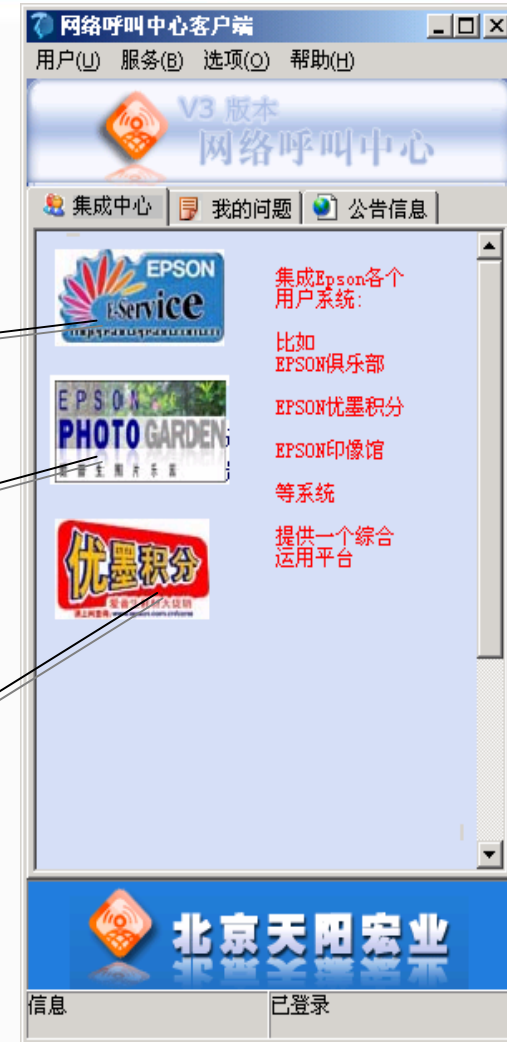 网络呼叫中心客户端
用户(U) 服务(B) 选项(O) 帮助(H)
V3 版本
网络呼叫中心
集成中心 我的问题 公告信息
EPSON
E-Service
集成Epson各个
用户系统:
比如
EPSON俱乐部
EPSON优墨积分
EPSON印像馆
等系统
提供一个综合
运用平台
EPSON
PHOTO GARDEN
优墨积分
北京天阳宏业
信息 已登录